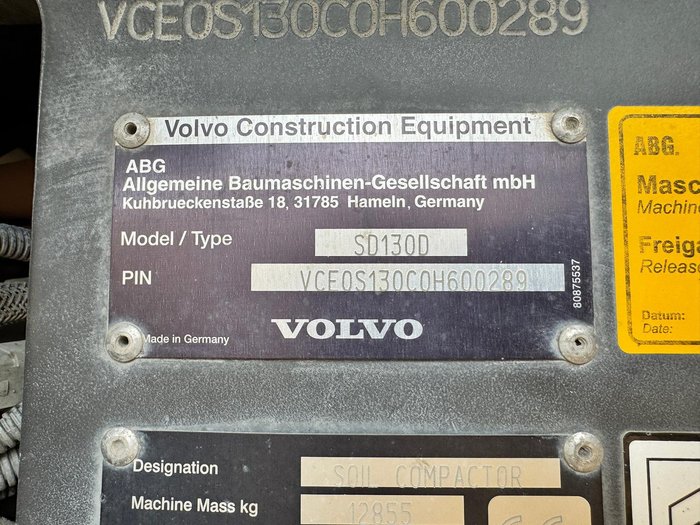 VCE0S130C0H600289
Volvo Construction Equipment
ABG
Allgemeine Baumaschinen-Gesellschaft mbH
Kuhbrueckenstaße 18, 31785 Hameln, Germany
Model / Type SD130D
PIN VCE0S130C0H600289
80875537
VOLVO
Made in Germany
ABG.
Masc
Machine
Freiga
Release
Datum:
Date:
Designation SOIL COMPACTOR
Machine Mass kg 12855
CE